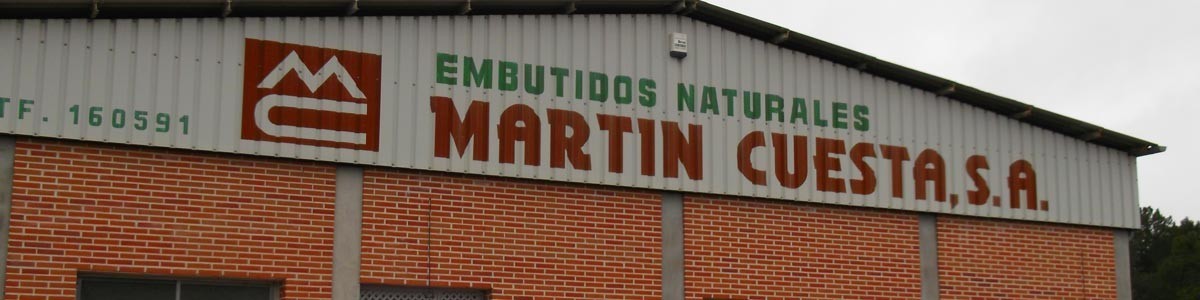 TF. 160591
EMBUTIDOS NATURALES
MARTIN CUESTA, S.A.